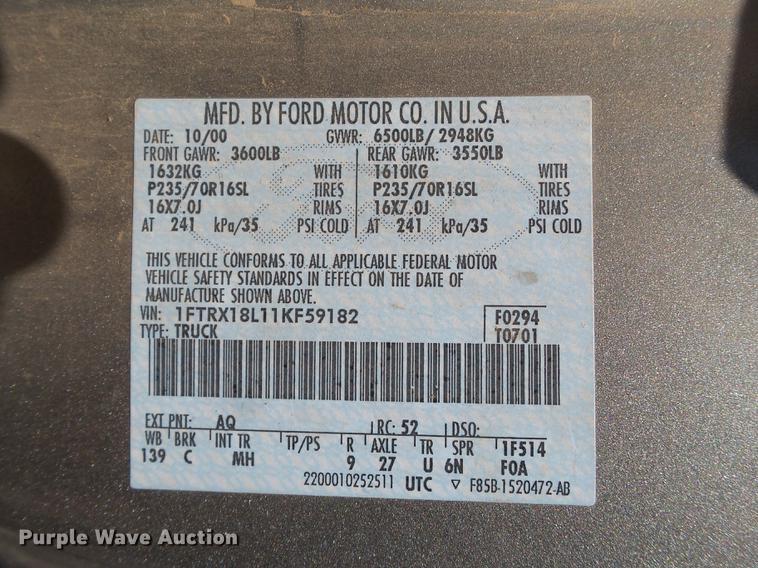 MFD. BY FORD MOTOR CO. IN U.S.A.
DATE: 10/00 GVWR: 6500LB/ 2948KG
FRONT GAWR: 3600LB REAR GAWR: 3550LB
1632KG WITH 1610KG WITH
P235/70R16SL TIRES P235/70R16SL TIRES
16X7.0J RIMS 16X7.0J RIMS
AT 241 kPa/35 PSI COLD AT 241 kPa/35 PSI COLD
THIS VEHICLE CONFORMS TO ALL APPLICABLE FEDERAL MOTOR
VEHICLE SAFETY STANDARDS IN EFFECT ON THE DATE OF
MANUFACTURE SHOWN ABOVE.
VIN: 1FTRX18L11KF59182 F0294
TYPE: TRUCK T0701
EXT PNT: AQ RC: 52 DSO:
WB BRK INT TR TP/PS R AXLE TR SPR 1F514
139 C MH 9 27 U 6N F0A
2200010252511 UTC ▽ F85B-1520472-AB
Purple Wave Auction